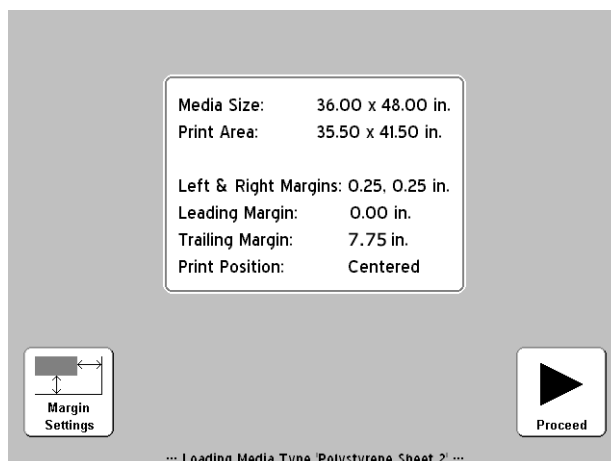 Media Size: 36.00 x 48.00 in.
Print Area: 35.50 x 41.50 in.
Left & Right Margins: 0.25, 0.25 in.
Leading Margin: 0.00 in.
Trailing Margin: 7.75 in.
Print Position: Centered
Margin
Settings
Proceed
··· Loading Media Type 'Polystyrene Sheet 2' ···